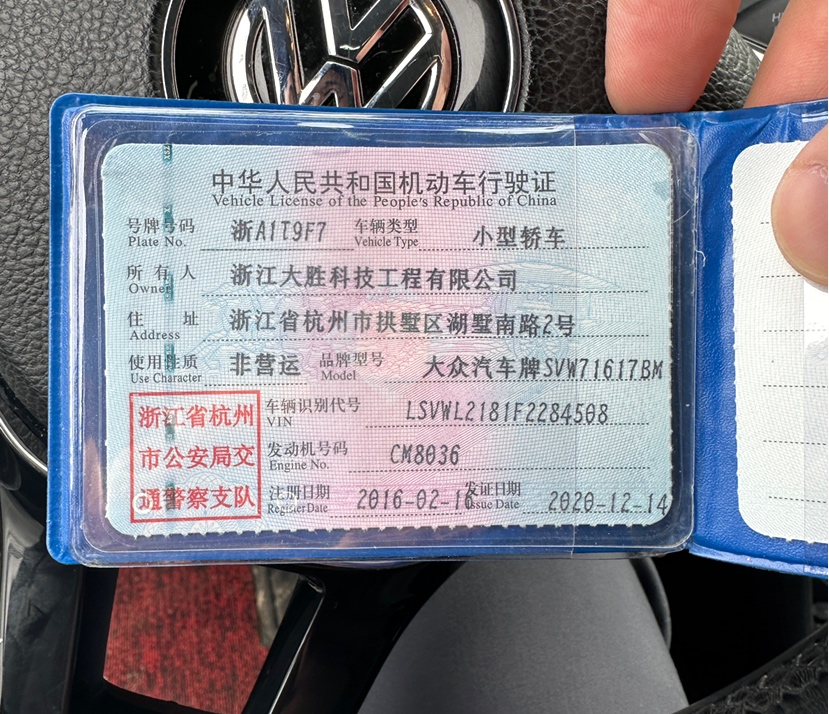 中华人民共和国机动车行驶证
Vehicle License of the People's Republic of China
号牌号码 浙A1T9F7 车辆类型 小型轿车
Plate No. Vehicle Type
所有人 浙江大胜科技工程有限公司
Owner
住址 浙江省杭州市拱墅区湖墅南路2号
Address
使用性质 非营运 品牌型号 大众汽车牌SVW71617BM
Use Character Model
浙江省杭州
市公安局交
通警察支队
车辆识别代号 LSVWL2181F2284508
VIN
发动机号码 CM8036
Engine No.
注册日期 2016-02-1 发证日期 2020-12-14
Register Date Issue Date